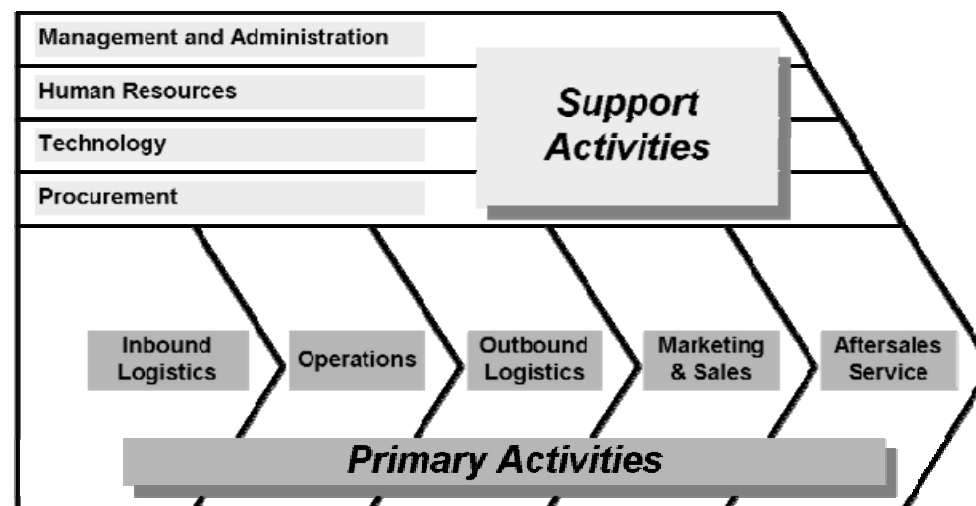 Management and Administration
Human Resources
Technology
Procurement
Support
Activities
Inbound
Logistics
Operations
Outbound
Logistics
Marketing
& Sales
Aftersales
Service
Primary Activities